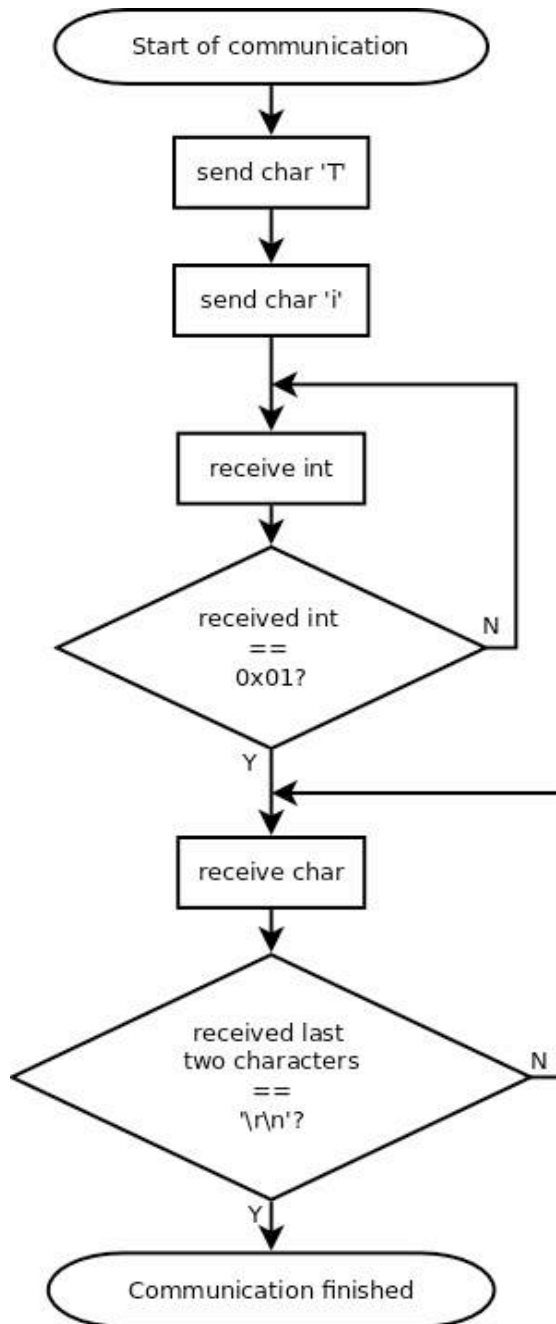 Start of communication
send char 'T'
send char 'i'
receive int
received int
==
0x01?
N
Y
receive char
received last
two characters
==
'\r\n'?
N
Y
Communication finished